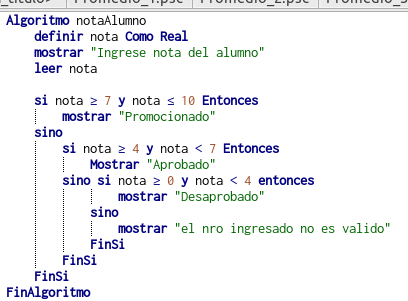 Promedio_1.psc Promedio_2.psc
Algoritmo notaAlumno
definir nota Como Real
mostrar "Ingrese nota del alumno"
leer nota
si nota ≥ 7 y nota ≤ 10 Entonces
mostrar "Promocionado"
sino
si nota ≥ 4 y nota < 7 Entonces
Mostrar "Aprobado"
sino si nota ≥ 0 y nota < 4 entonces
mostrar "Desaprobado"
sino
mostrar "el nro ingresado no es valido"
FinSi
FinSi
FinSi
FinAlgoritmo